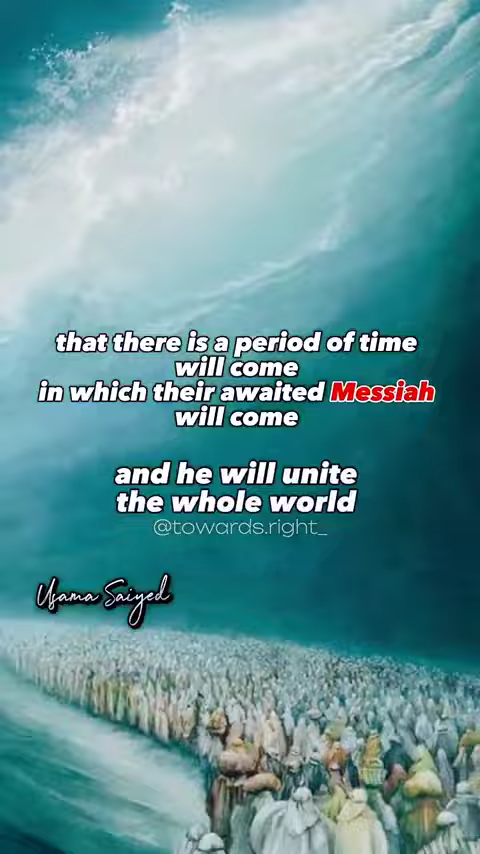 that there is a period of time
will come
in which their awaited Messiah
will come
and he will unite
the whole world
@towards.right_
Usama Saiyed